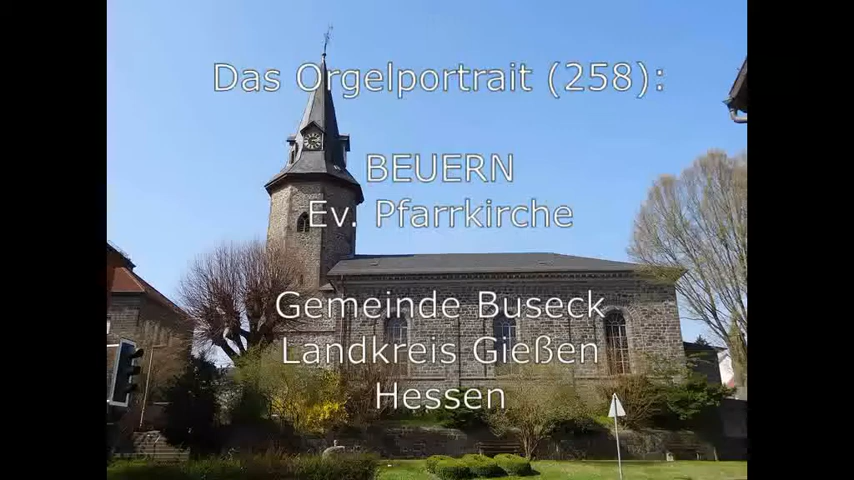 Das Orgelportrait (258):
BEUERN
Ev. Pfarrkirche
Gemeinde Buseck
Landkreis Gießen
Hessen